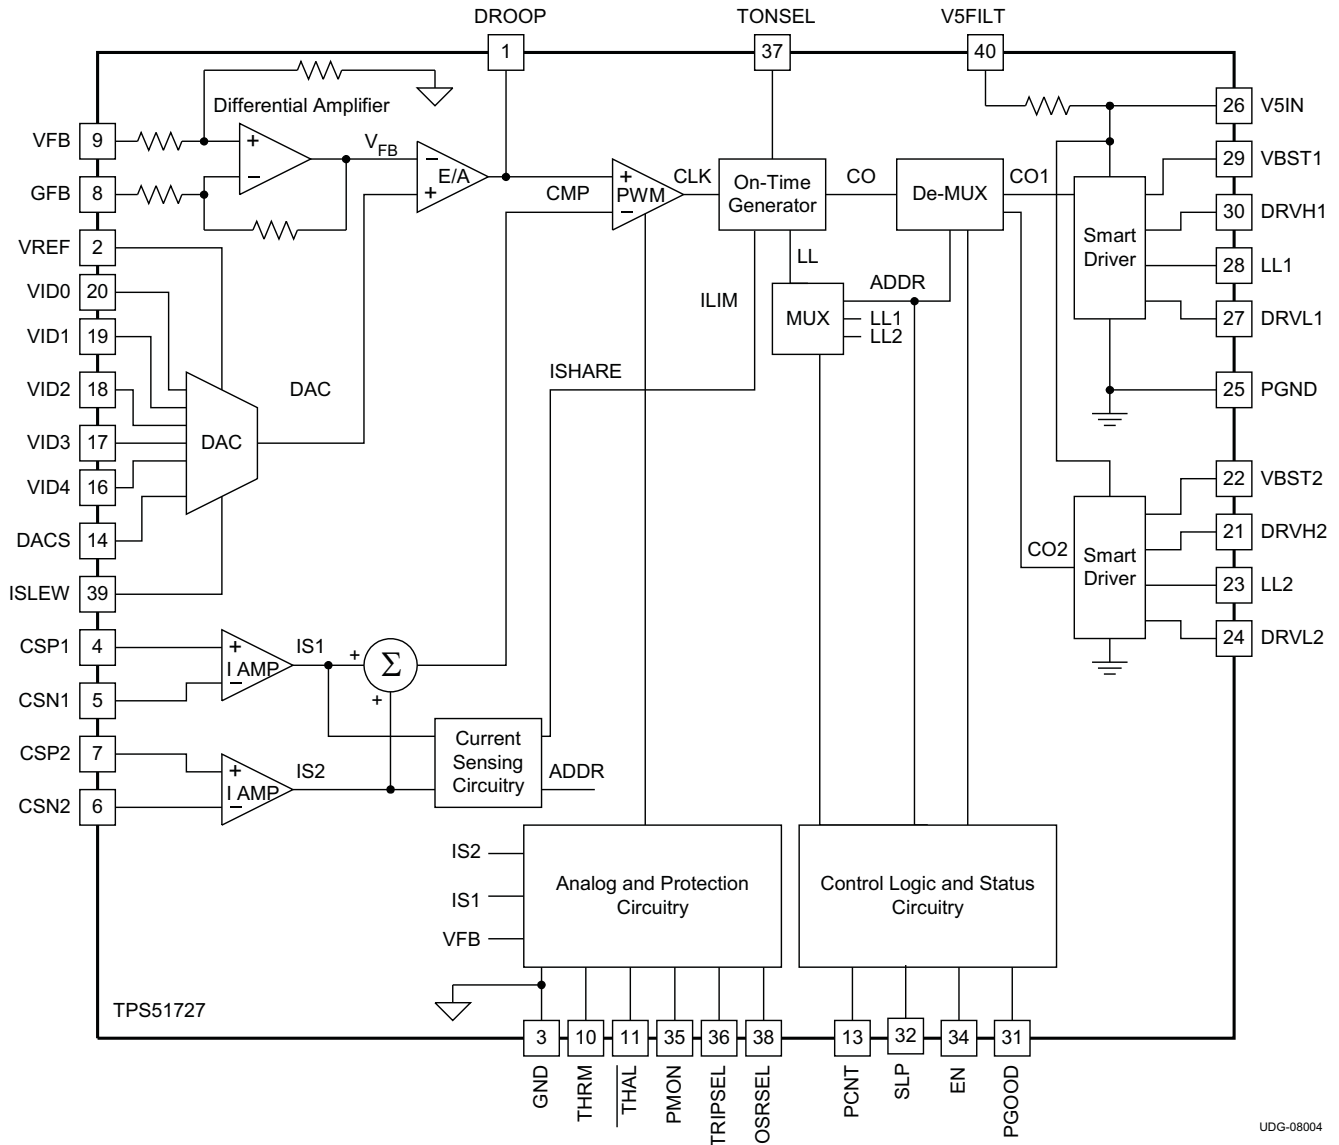 DROOP
TONSEL
V5FILT
1
37
40
Differential Amplifier
VFB
9
+
−
V_FB
−
E/A
+
GFB
8
CMP
+
PWM
−
CLK
On-Time
Generator
CO
De-MUX
CO1
26
V5IN
29
VBST1
30
DRVH1
Smart
Driver
28
LL1
27
DRVL1
25
PGND
VREF
2
VID0
20
VID1
19
VID2
18
VID3
17
VID4
16
DACS
14
ISLEW
39
DAC
DAC
ILIM
ISHARE
LL
MUX
ADDR
LL1
LL2
CO2
Smart
Driver
22
VBST2
21
DRVH2
23
LL2
24
DRVL2
CSP1
4
+
I AMP
−
IS1
+
Σ
+
CSN1
5
CSP2
7
+
I AMP
−
IS2
CSN2
6
Current
Sensing
Circuitry
ADDR
IS2
IS1
VFB
Analog and Protection
Circuitry
Control Logic and Status
Circuitry
TPS51727
3
10
11
35
36
38
13
32
34
31
GND
THRM
THAL
PMON
TRIPSEL
OSRSEL
PCNT
SLP
EN
PGOOD
UDG-08004